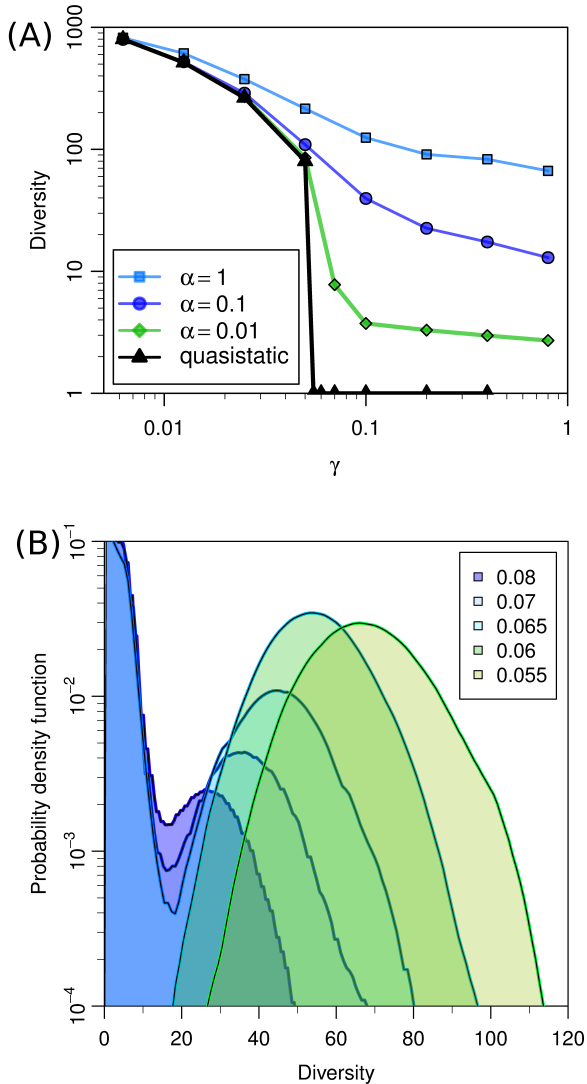 (A)
1000
100
10
1
Diversity
α = 1
α = 0.1
α = 0.01
quasistatic
0.01
0.1
1
γ
(B)
10⁻¹
10⁻²
10⁻³
10⁻⁴
Probability density function
0.08
0.07
0.065
0.06
0.055
0
20
40
60
80
100
120
Diversity